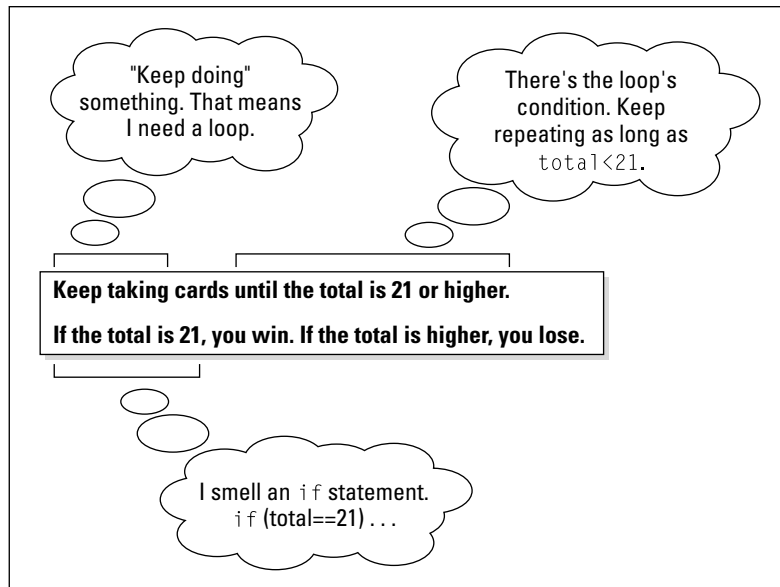 "Keep doing"
something. That means
I need a loop.
There's the loop's
condition. Keep
repeating as long as
total<21.
Keep taking cards until the total is 21 or higher.
If the total is 21, you win. If the total is higher, you lose.
I smell an if statement.
if (total==21) . . .